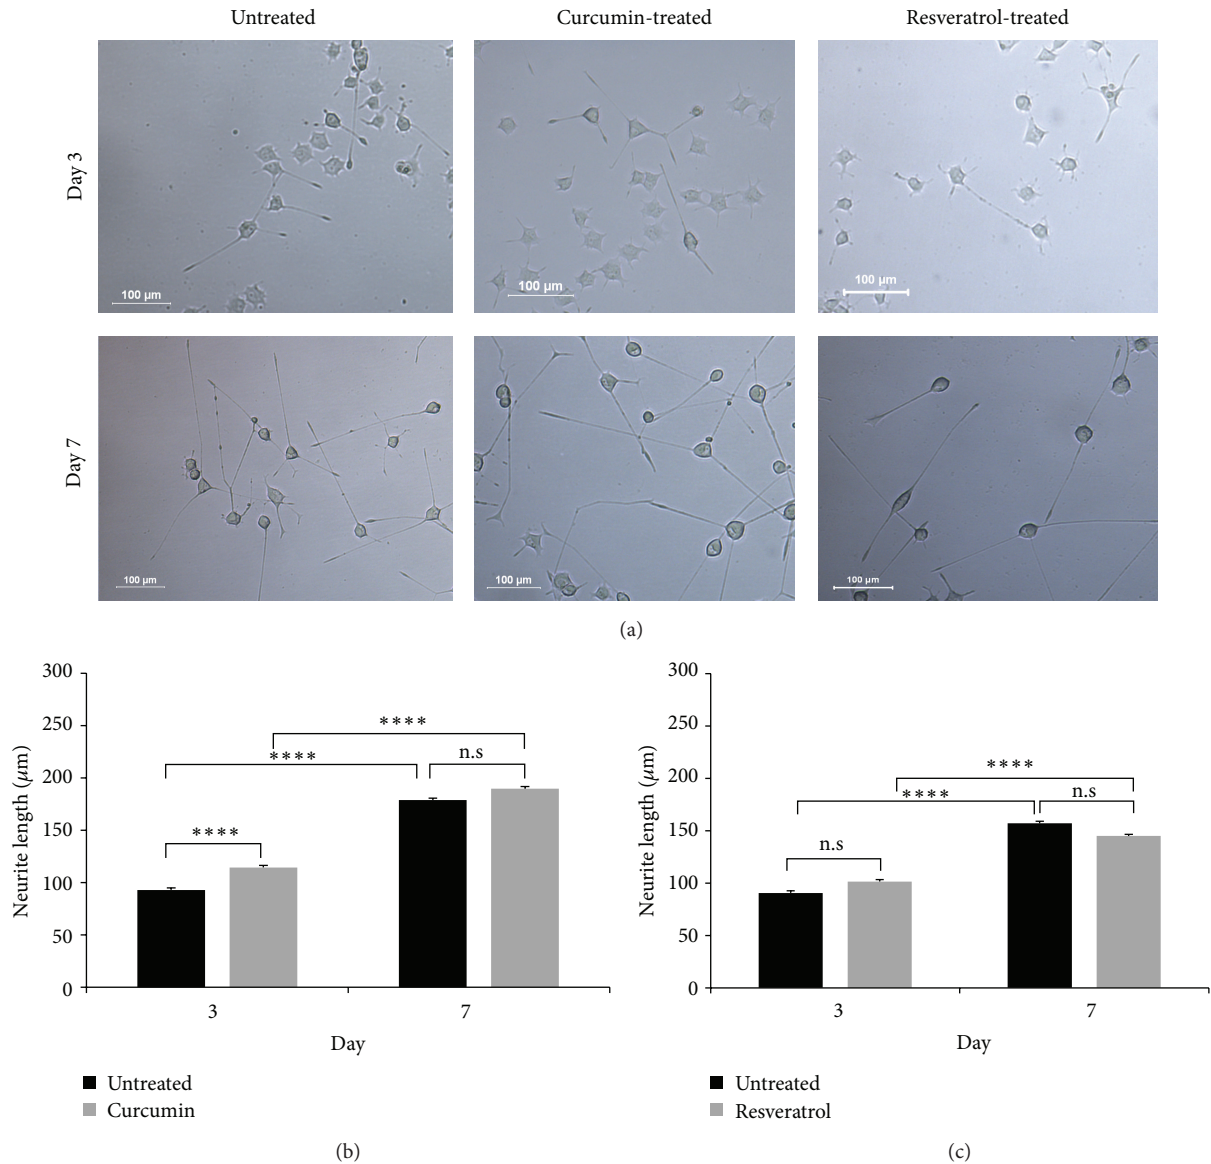 Untreated
Curcumin-treated
Resveratrol-treated
Day 3
100 µm
100 µm
100 µm
Day 7
100 µm
100 µm
100 µm
(a)
Neurite length (µm)
300
250
200
150
100
50
0
****
****
****
n.s
3
7
Day
Untreated
Curcumin
(b)
Neurite length (µm)
300
250
200
150
100
50
0
n.s
****
****
n.s
3
7
Day
Untreated
Resveratrol
(c)